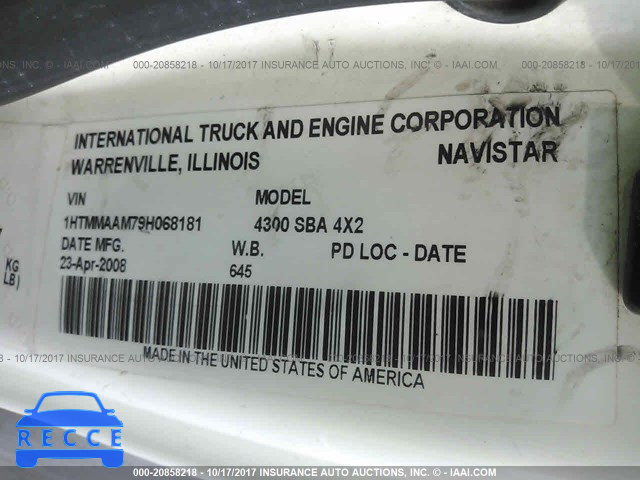 000-20858218 - 10/17/2017 INSURANCE AUTO AUCTIONS, INC. - © IAAI.COM
INTERNATIONAL TRUCK AND ENGINE CORPORATION
WARRENVILLE, ILLINOIS NAVISTAR
VIN MODEL
1HTMMAAM79H068181 4300 SBA 4X2
DATE MFG. W.B. PD LOC - DATE
23-Apr-2008 645
KG
LB)
MADE IN THE UNITED STATES OF AMERICA
BIDCARS.EU
000-20858218 - 10/17/2017 INSURANCE AUTO AUCTIONS, INC. - © IAAI.COM